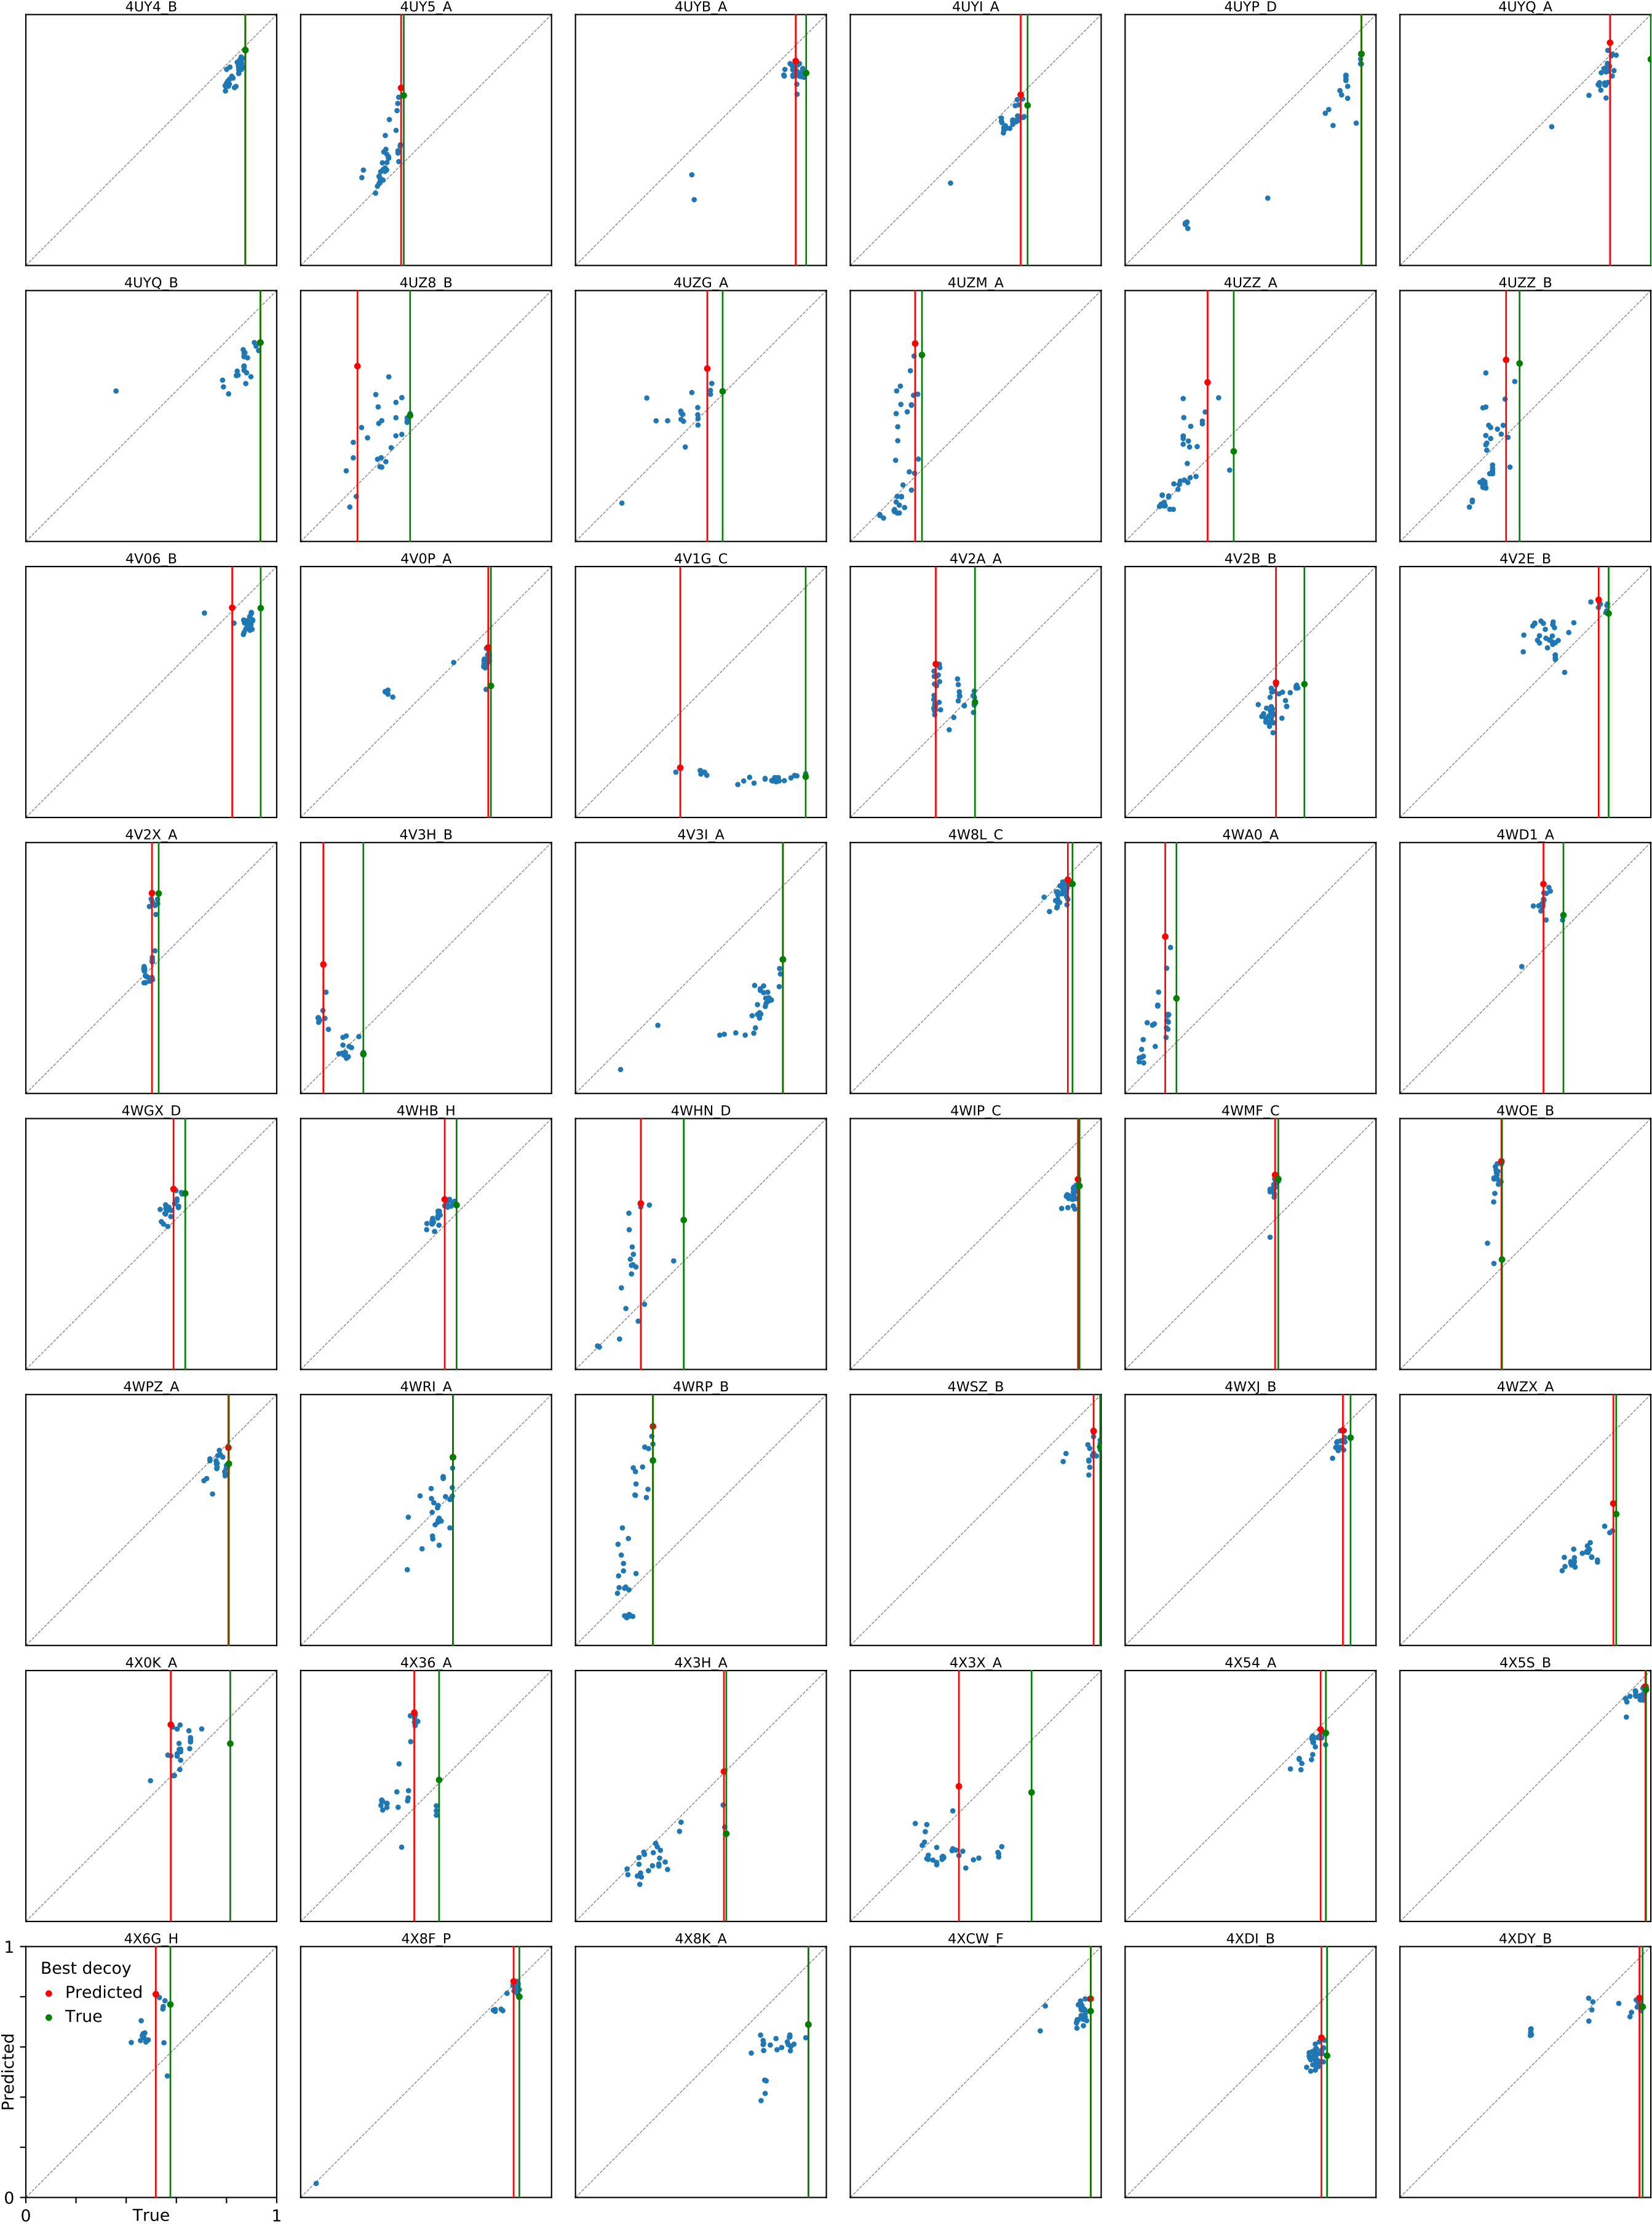 4UY4_B 4UY5_A 4UYB_A 4UYI_A 4UYP_D 4UYQ_A
4UYQ_B 4UZ8_B 4UZG_A 4UZM_A 4UZZ_A 4UZZ_B
4V06_B 4V0P_A 4V1G_C 4V2A_A 4V2B_B 4V2E_B
4V2X_A 4V3H_B 4V3I_A 4W8L_C 4WA0_A 4WD1_A
4WGX_D 4WHB_H 4WHN_D 4WIP_C 4WMF_C 4WOE_B
4WPZ_A 4WRI_A 4WRP_B 4WSZ_B 4WXJ_B 4WZX_A
4X0K_A 4X36_A 4X3H_A 4X3X_A 4X54_A 4X5S_B
4X6G_H 4X8F_P 4X8K_A 4XCW_F 4XDI_B 4XDY_B
1
Best decoy
Predicted
True
Predicted
0
0 True 1